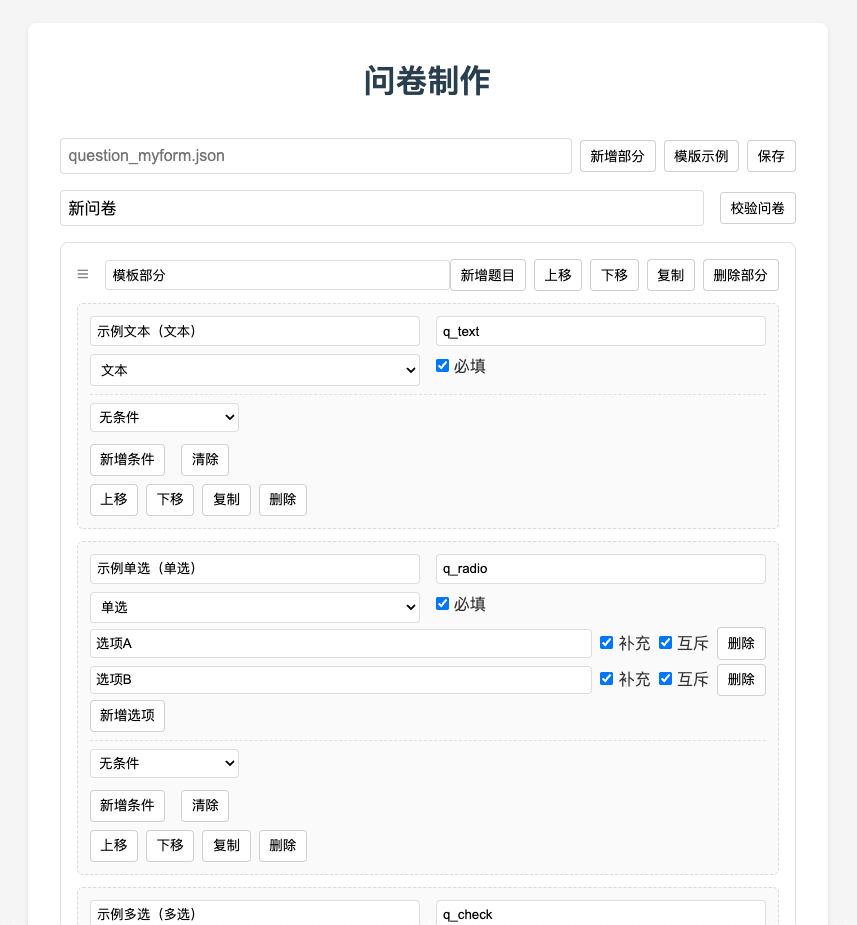 问卷制作
question_myform.json 新增部分 模版示例 保存
新问卷 校验问卷
模板部分 新增题目 上移 下移 复制 删除部分
示例文本（文本） q_text
文本 必填
无条件
新增条件 清除
上移 下移 复制 删除
示例单选（单选） q_radio
单选 必填
选项A 补充 互斥 删除
选项B 补充 互斥 删除
新增选项
无条件
新增条件 清除
上移 下移 复制 删除
示例多选（多选） q_check